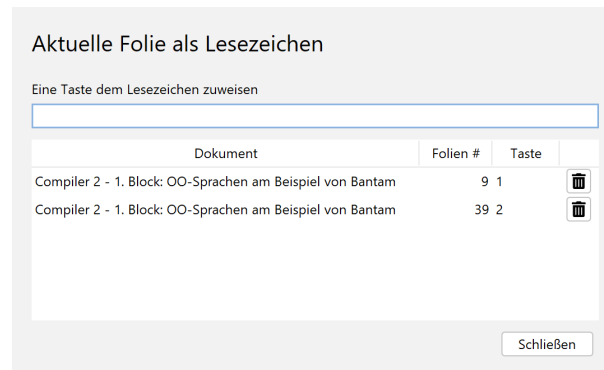 Aktuelle Folie als Lesezeichen
Eine Taste dem Lesezeichen zuweisen
Dokument Folien # Taste
Compiler 2 - 1. Block: OO-Sprachen am Beispiel von Bantam 9 1
Compiler 2 - 1. Block: OO-Sprachen am Beispiel von Bantam 39 2
Schließen